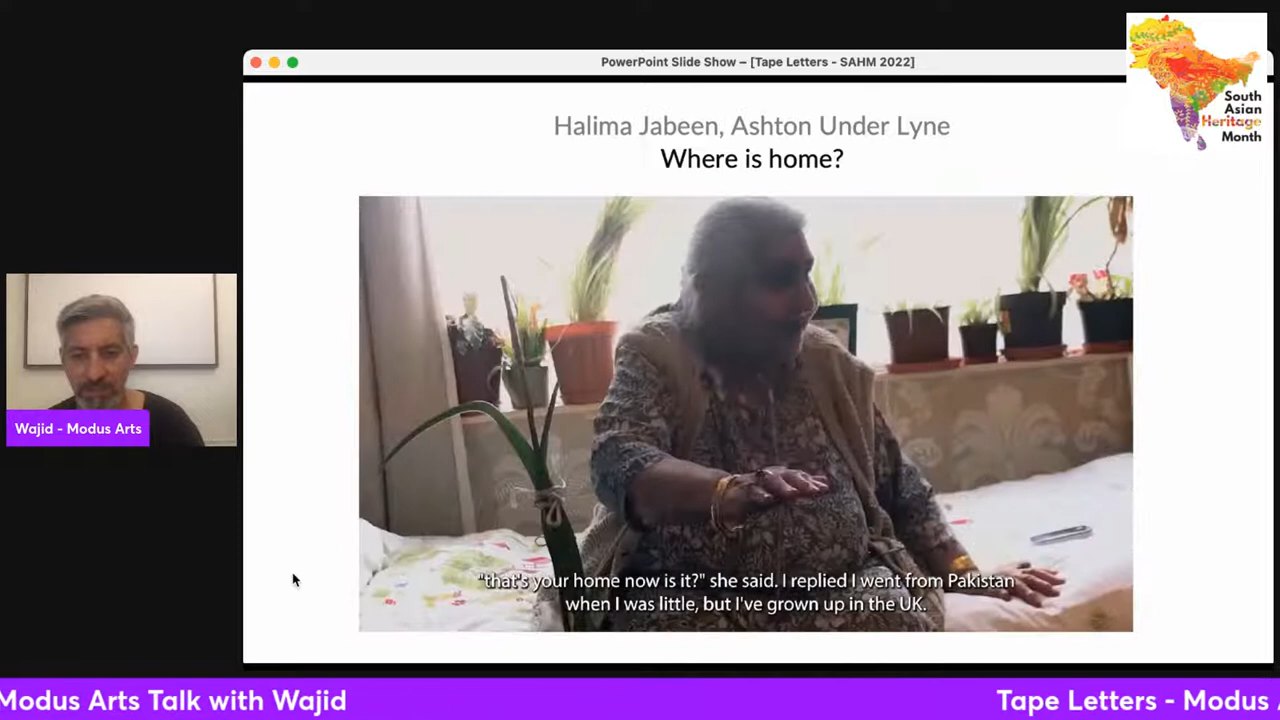 PowerPoint Slide Show – [Tape Letters - SAHM 2022]
South
Asian
Heritage
Month
Halima Jabeen, Ashton Under Lyne
Where is home?
Wajid - Modus Arts
"that's your home now is it?" she said. I replied I went from Pakistan
when I was little, but I've grown up in the UK.
Modus Arts Talk with Wajid
Tape Letters - Modus